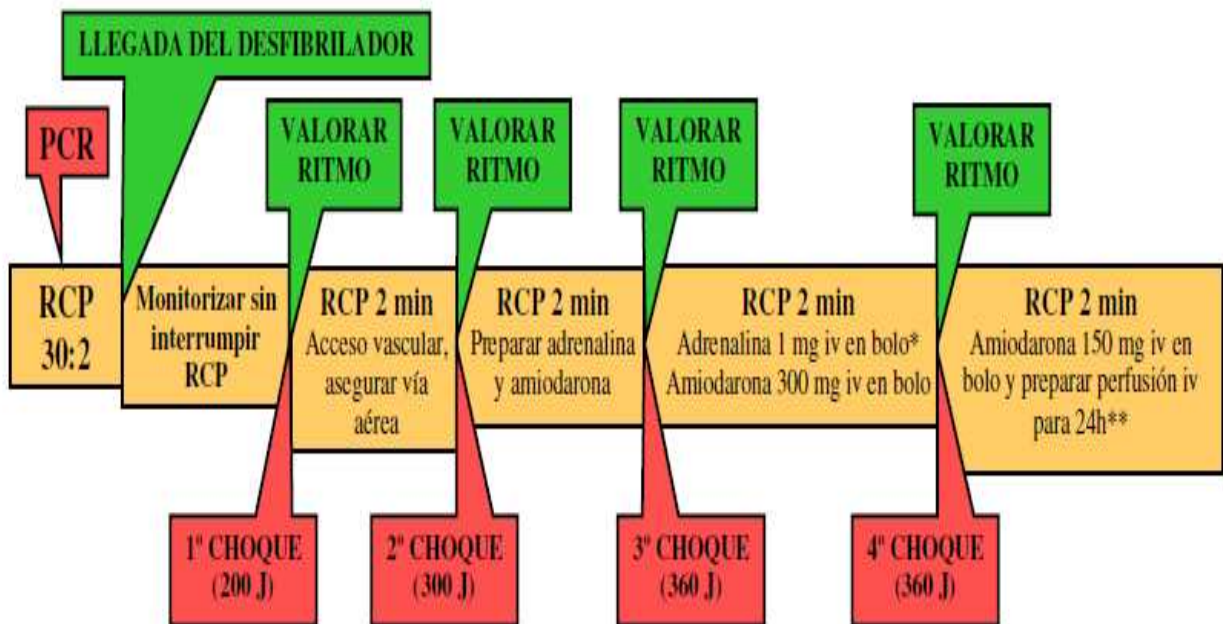 LLEGADA DEL DESFIBRILADOR
PCR
VALORAR
RITMO
VALORAR
RITMO
VALORAR
RITMO
VALORAR
RITMO
RCP
30:2
Monitorizar sin
interrumpir
RCP
RCP 2 min
Acceso vascular,
asegurar vía
aérea
RCP 2 min
Preparar adrenalina
y amiodarona
RCP 2 min
Adrenalina 1 mg iv en bolo*
Amiodarona 300 mg iv en bolo
RCP 2 min
Amiodarona 150 mg iv en
bolo y preparar perfusión iv
para 24h**
1º CHOQUE
(200 J)
2º CHOQUE
(300 J)
3º CHOQUE
(360 J)
4º CHOQUE
(360 J)